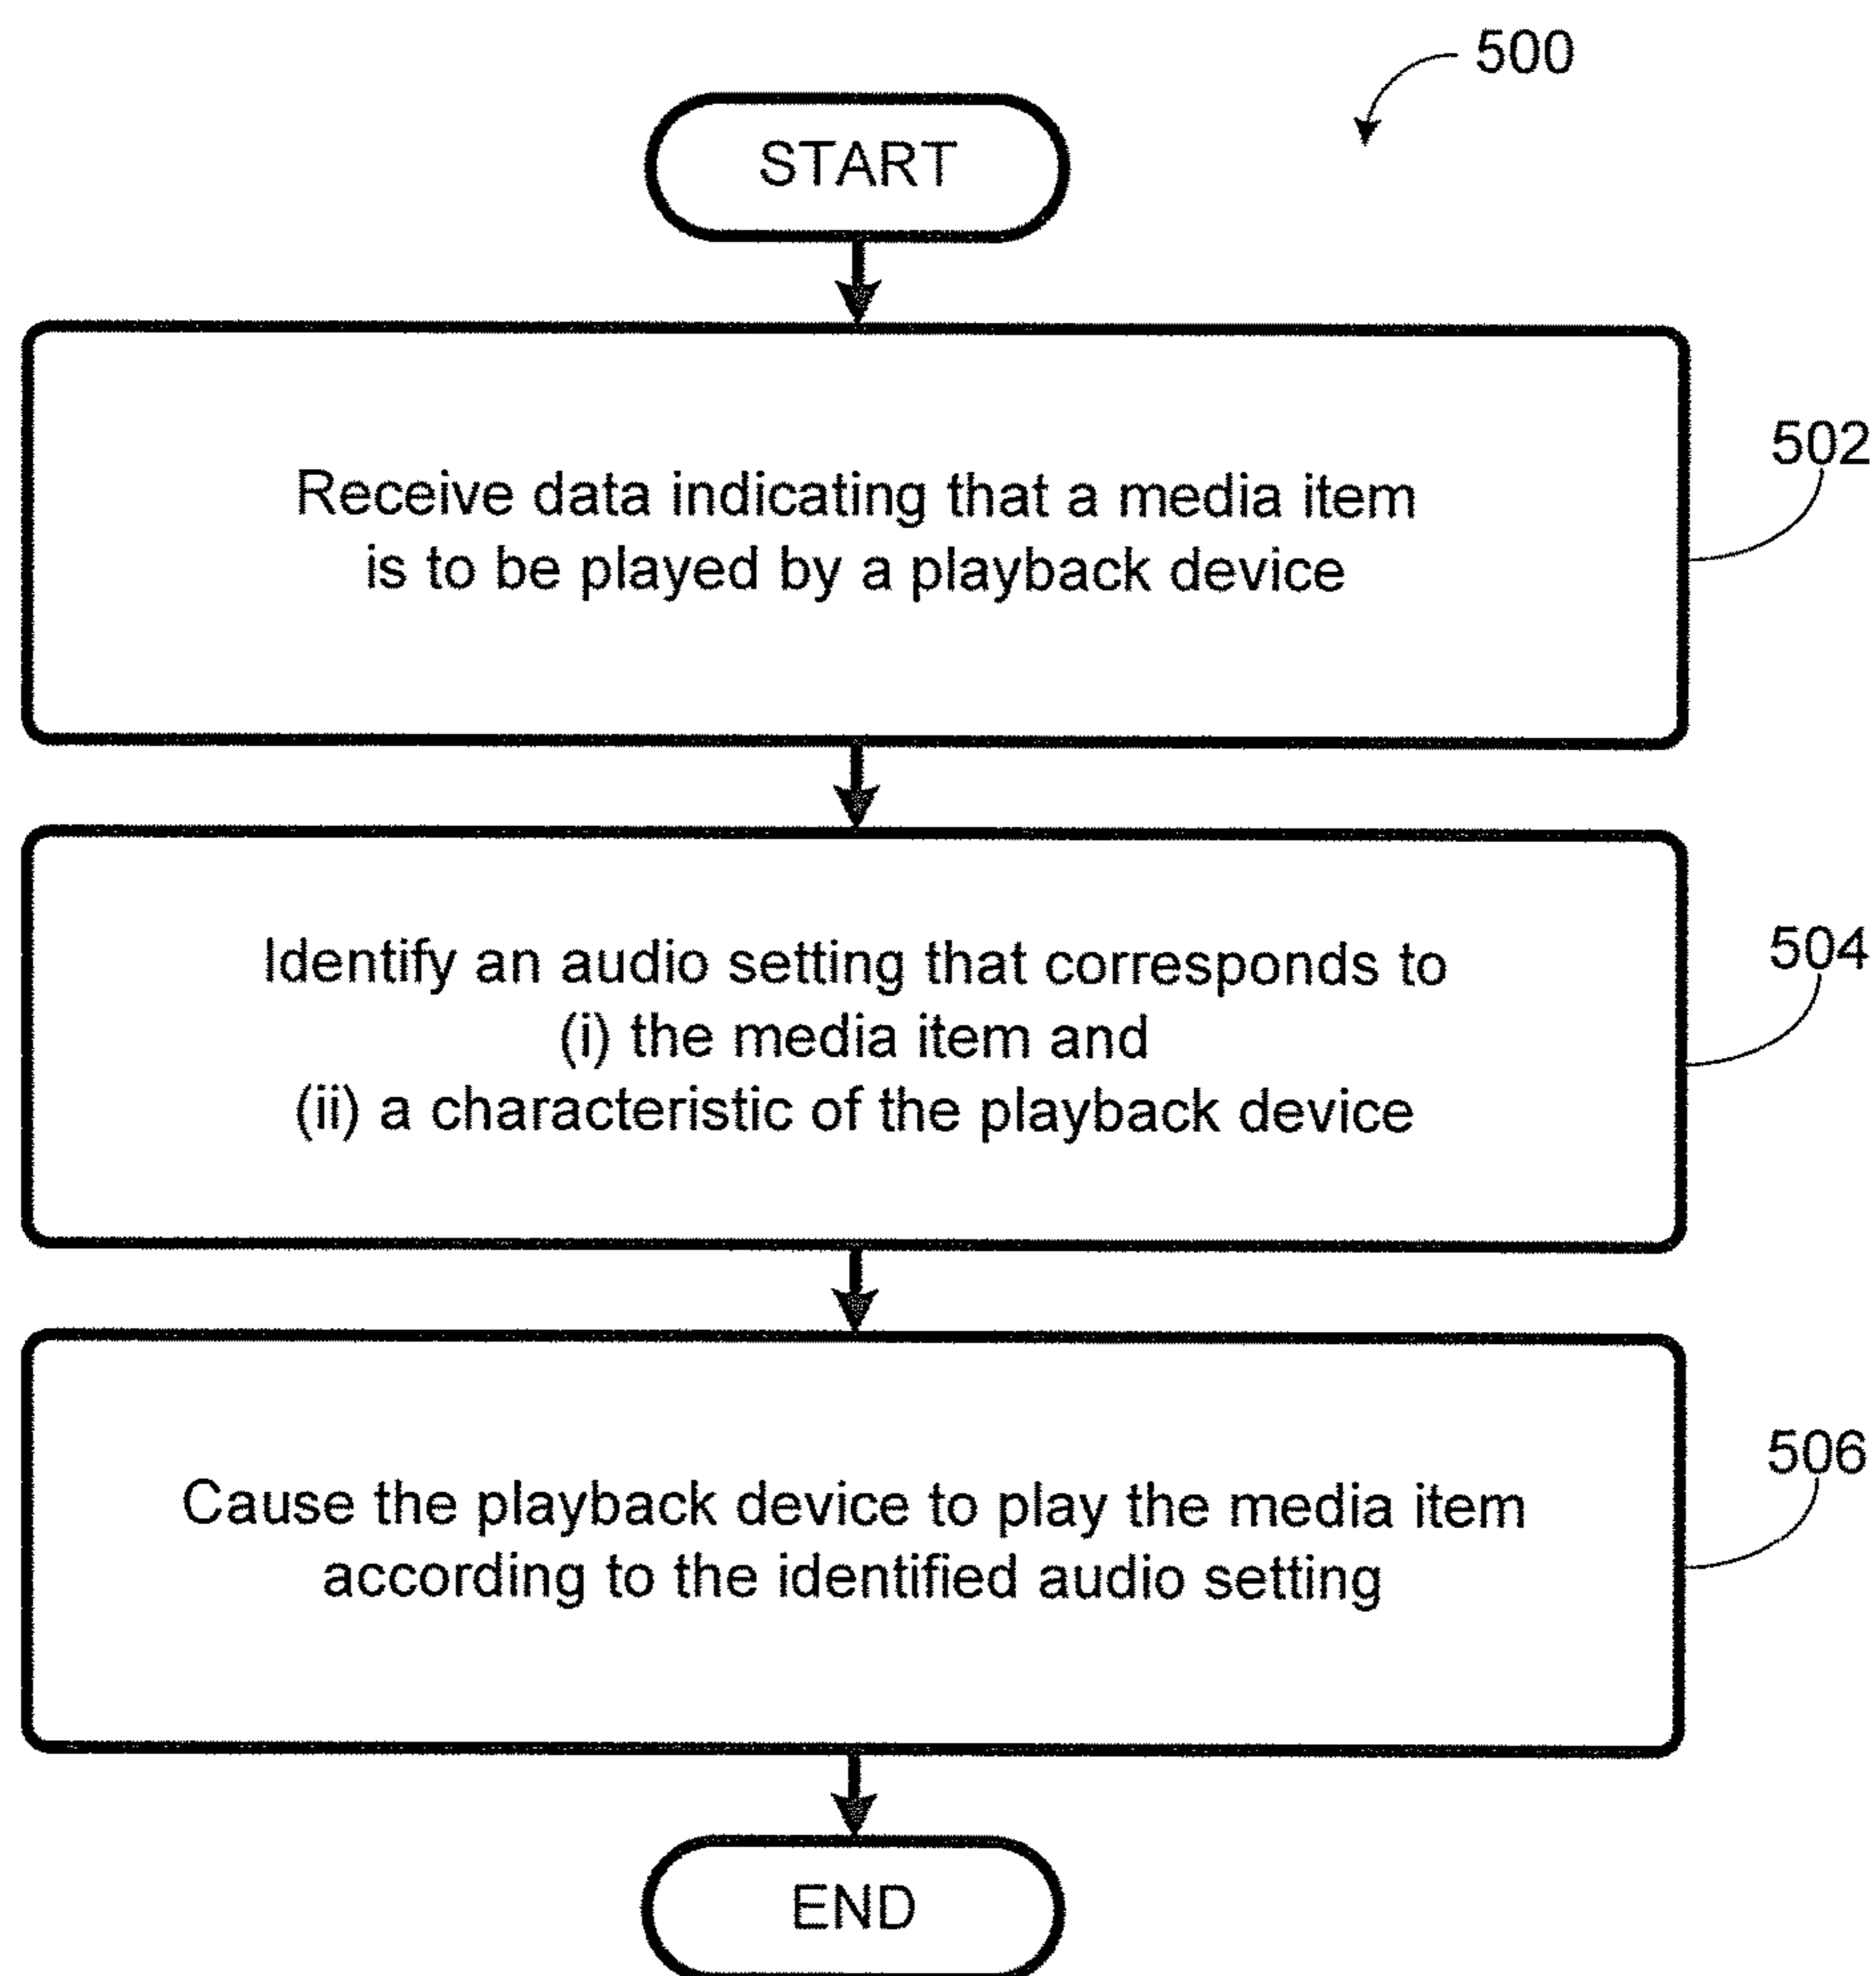 500
START
Receive data indicating that a media item
is to be played by a playback device
502
Identify an audio setting that corresponds to
(i) the media item and
(ii) a characteristic of the playback device
504
Cause the playback device to play the media item
according to the identified audio setting
506
END